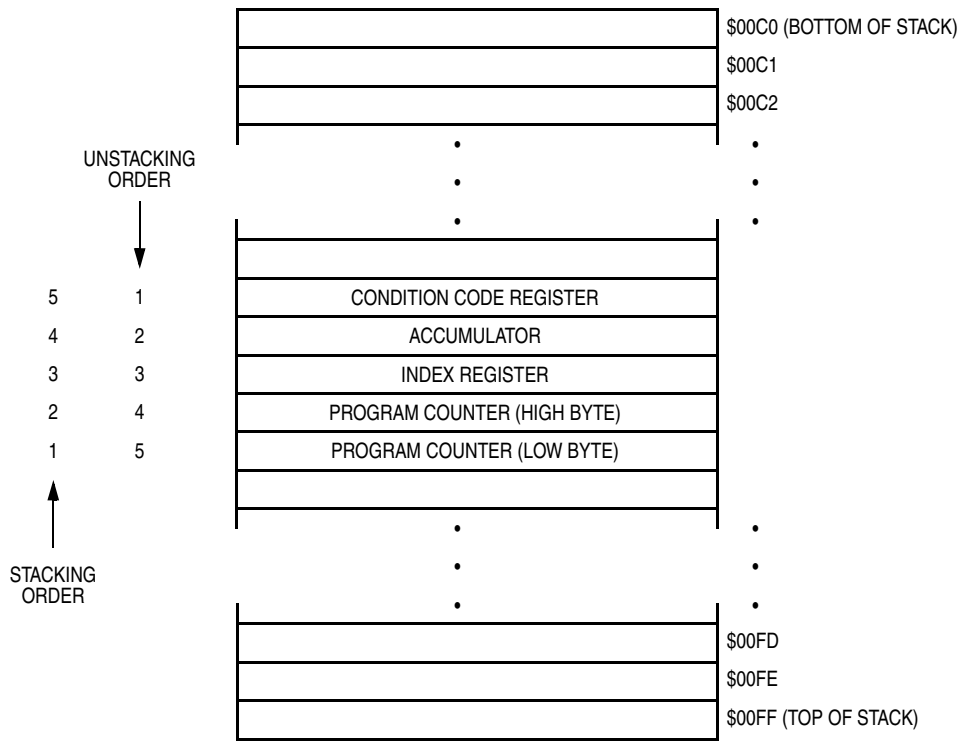 $00C0 (BOTTOM OF STACK)
$00C1
$00C2
UNSTACKING
ORDER
5 1 CONDITION CODE REGISTER
4 2 ACCUMULATOR
3 3 INDEX REGISTER
2 4 PROGRAM COUNTER (HIGH BYTE)
1 5 PROGRAM COUNTER (LOW BYTE)
STACKING
ORDER
$00FD
$00FE
$00FF (TOP OF STACK)